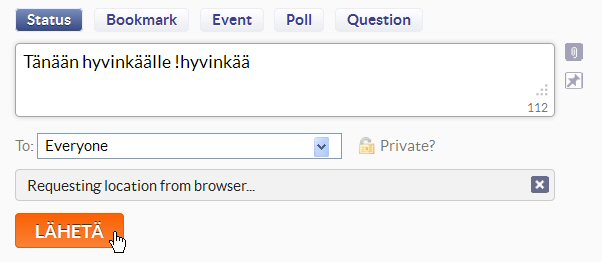 Status Bookmark Event Poll Question
Tänään hyvinkäälle !hyvinkää
112
To: Everyone Private?
Requesting location from browser...
LÄHETÄ